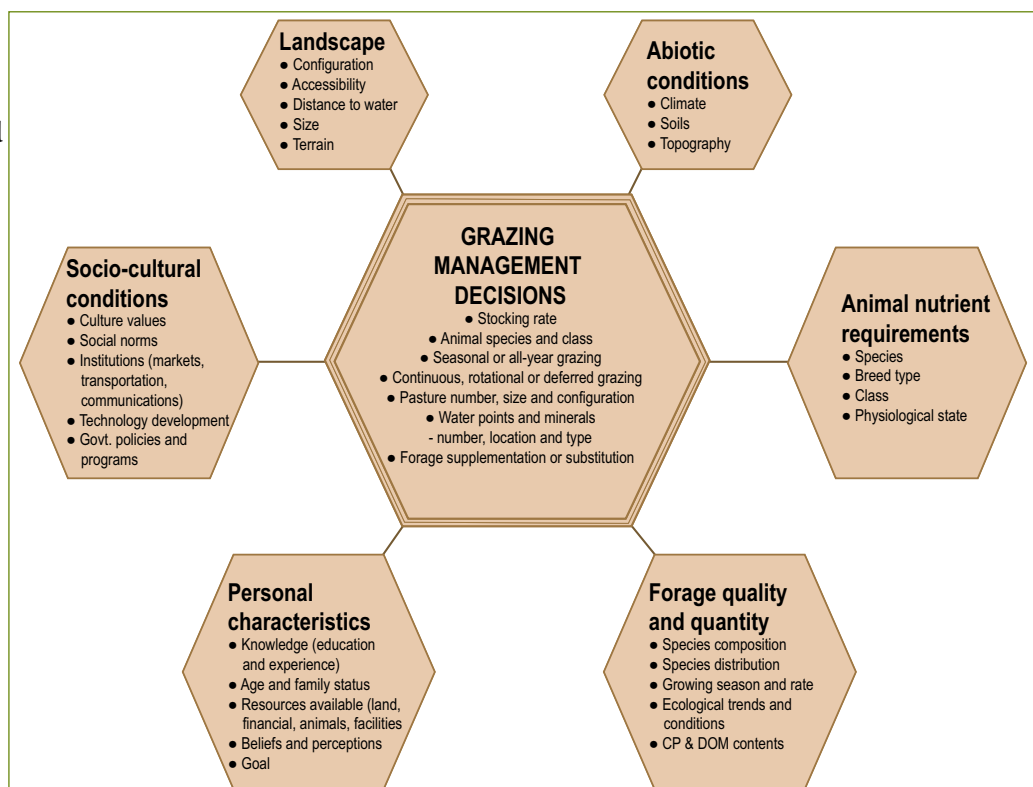 Landscape
● Configuration
● Accessibility
● Distance to water
● Size
● Terrain
Abiotic
conditions
● Climate
● Soils
● Topography
GRAZING
MANAGEMENT
DECISIONS
● Stocking rate
● Animal species and class
● Seasonal or all-year grazing
● Continuous, rotational or deferred grazing
● Pasture number, size and configuration
● Water points and minerals
- number, location and type
● Forage supplementation or substitution
Socio-cultural
conditions
● Culture values
● Social norms
● Institutions (markets,
transportation,
communications)
● Technology development
● Govt. policies and
programs
Animal nutrient
requirements
● Species
● Breed type
● Class
● Physiological state
Personal
characteristics
● Knowledge (education
and experience)
● Age and family status
● Resources available (land,
financial, animals, facilities
● Beliefs and perceptions
● Goal
Forage quality
and quantity
● Species composition
● Species distribution
● Growing season and rate
● Ecological trends and
conditions
● CP & DOM contents